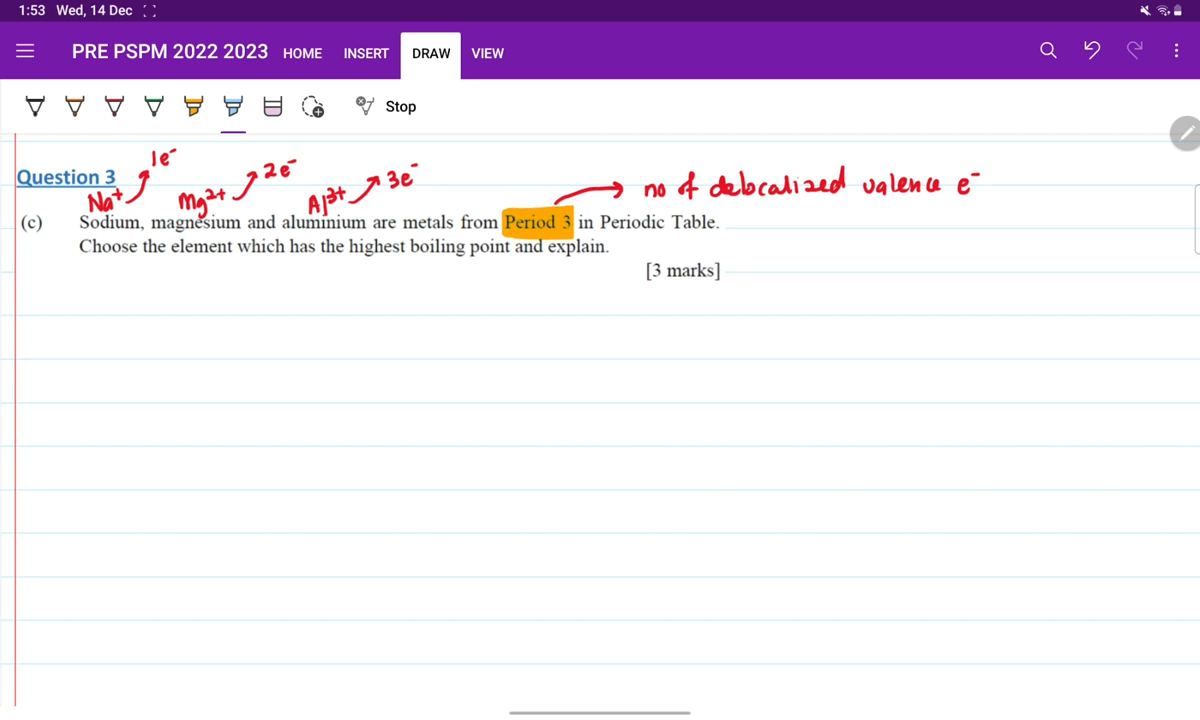 1:53 Wed, 14 Dec
PRE PSPM 2022 2023 HOME INSERT DRAW VIEW
Stop
1e⁻
2e⁻
3e⁻
Question 3
Na⁺
Mg²⁺
Al³⁺
no of delocalized valence e⁻
(c) Sodium, magnesium and aluminium are metals from Period 3 in Periodic Table.
Choose the element which has the highest boiling point and explain.
[3 marks]